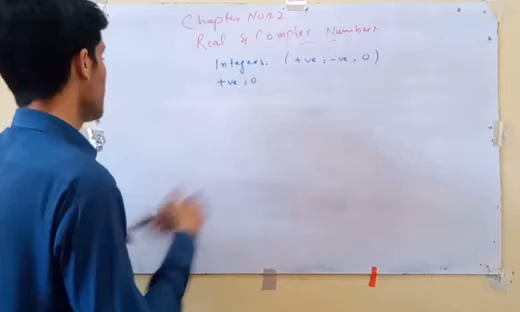 Chapter No:2
Real & Complex Numbers.
Integers. (+ve, -ve, 0)
+ve, 0